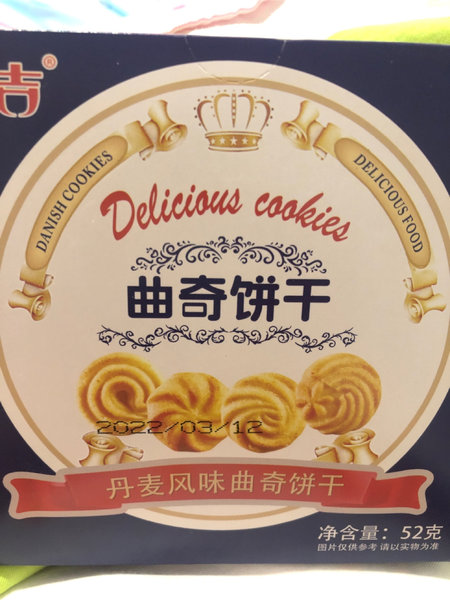 吉®
DANISH COOKIES
DELICIOUS FOOD
Delicious cookies
曲奇饼干
2022/03/12
丹麦风味曲奇饼干
净含量：52克
图片仅供参考 请以实物为准